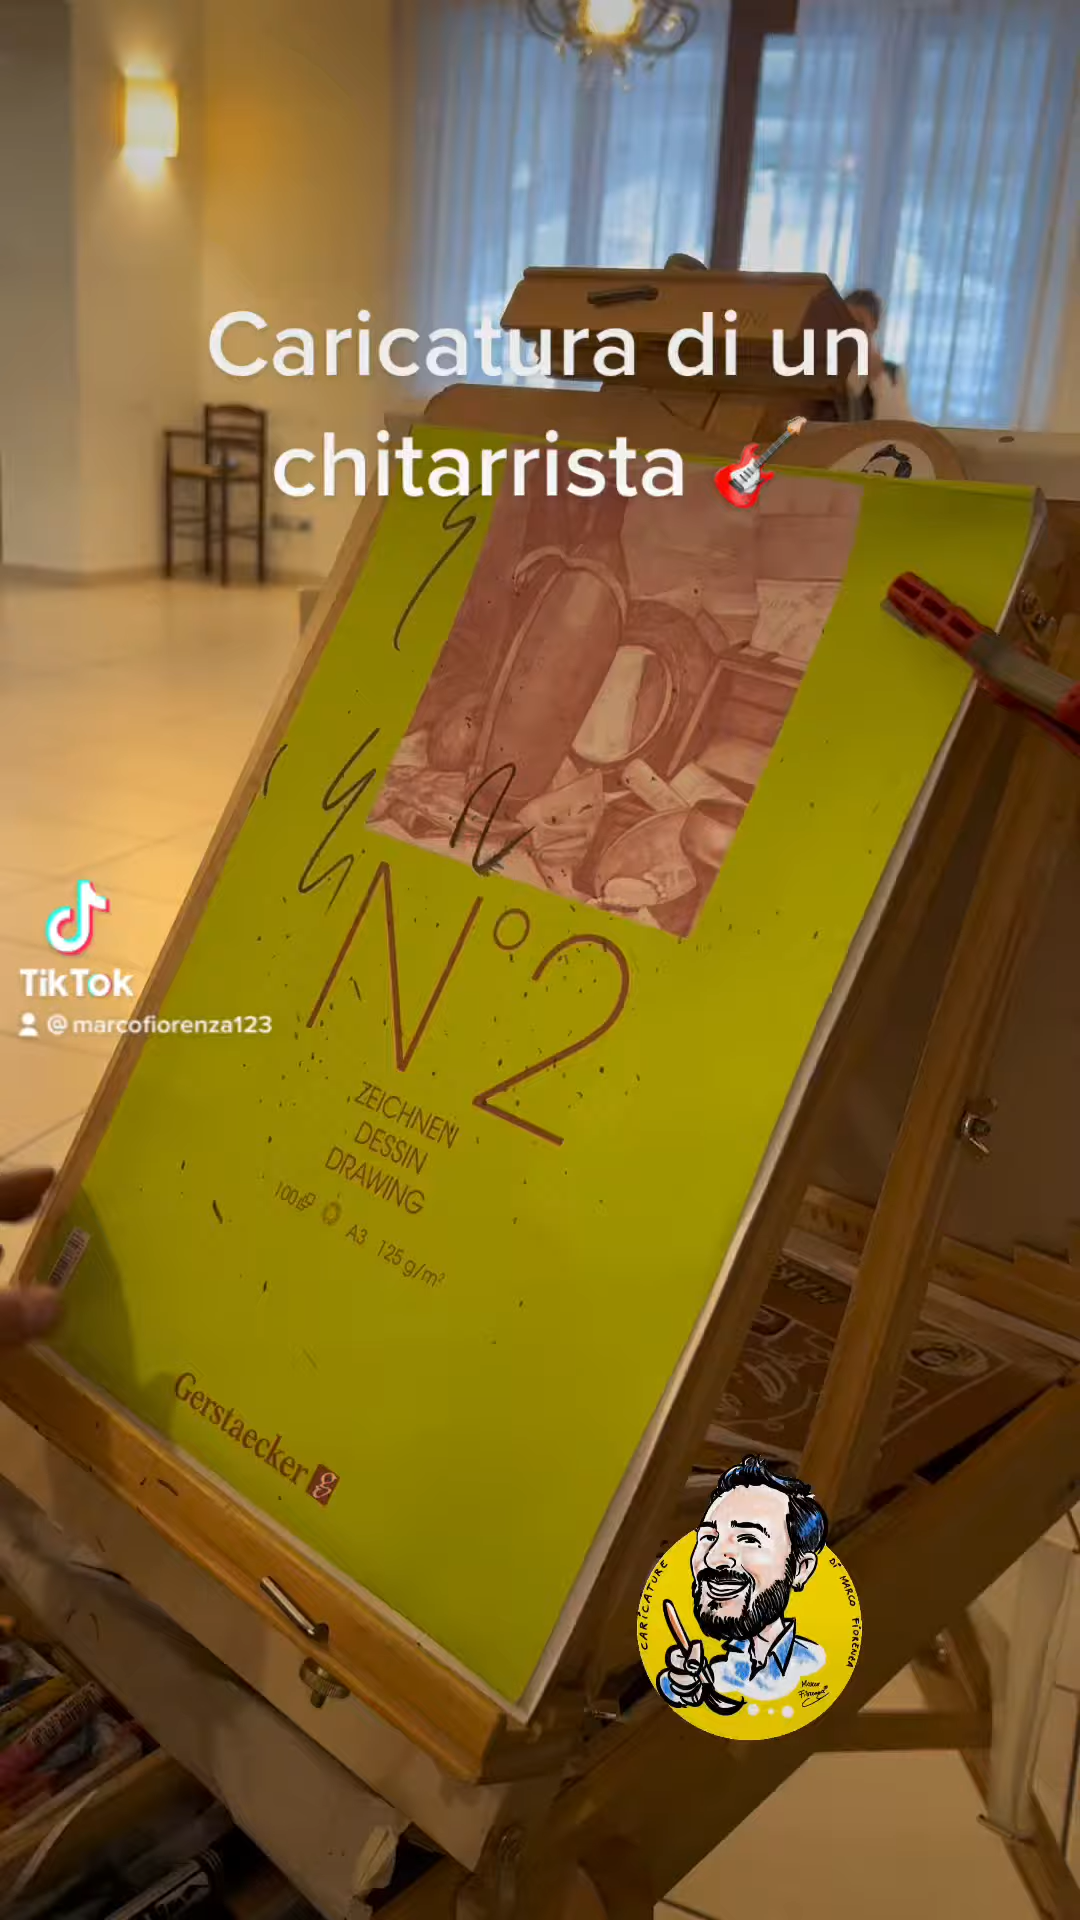 Caricatura di un
chitarrista
TikTok
@marcofiorenza123
N°2
ZEICHNEN
DESSIN
DRAWING
100
A3 125 g/m²
Gerstaecker
CARICATURE DI MARCO FIORENZA